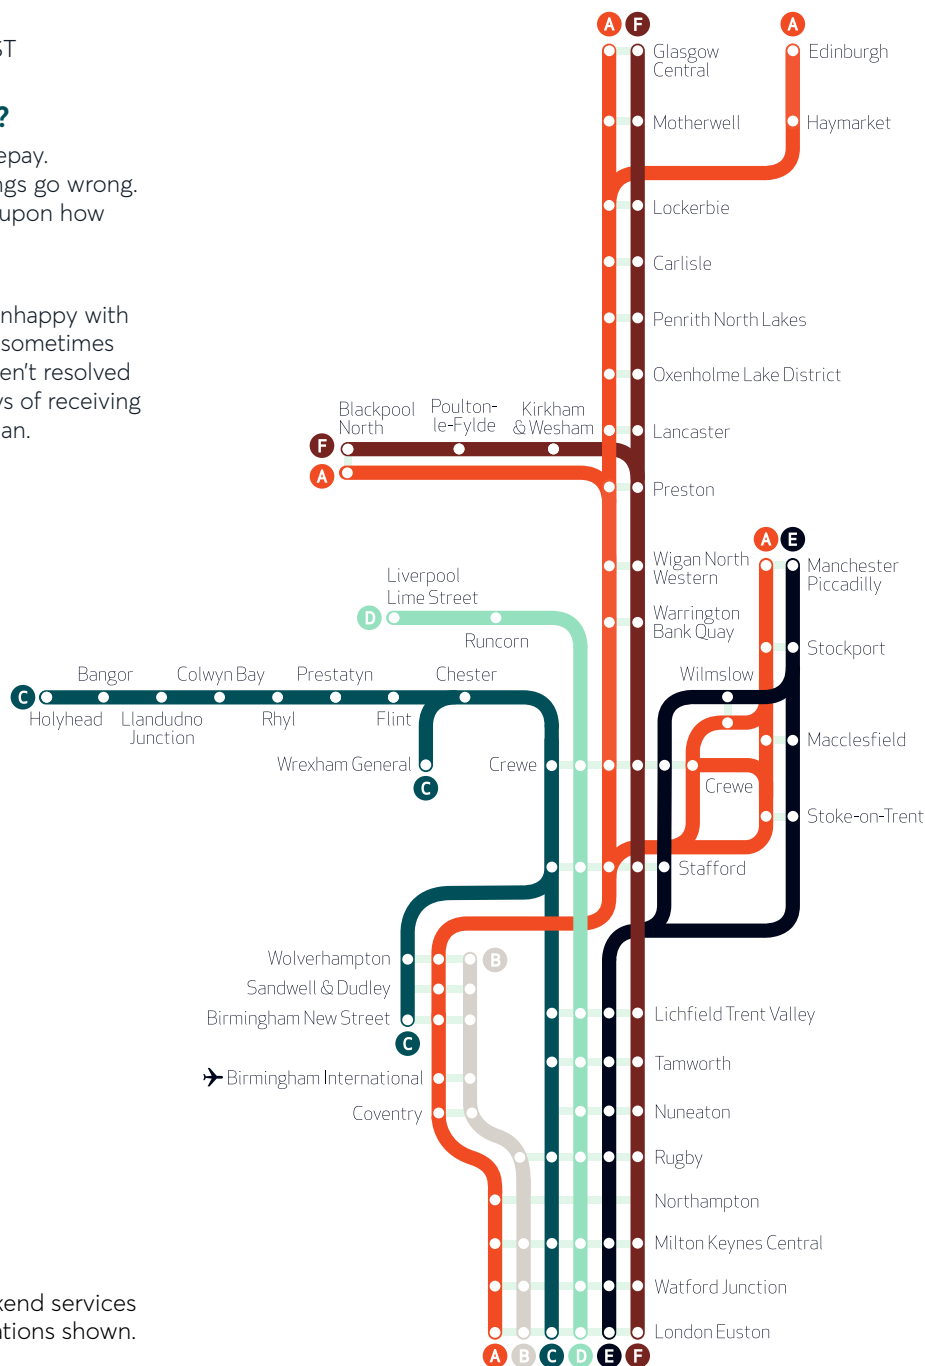 ST
?
epay.
ngs go wrong.
upon how
nhappy with
sometimes
en't resolved
ys of receiving
an.
kend services
ations shown.
A
F
A
Glasgow
Central
Edinburgh
Motherwell
Haymarket
Lockerbie
Carlisle
Penrith North Lakes
Oxenholme Lake District
Blackpool
North
Poulton-
le-Fylde
Kirkham
& Wesham
Lancaster
F
A
Preston
A
E
Wigan North
Western
Manchester
Piccadilly
Liverpool
Lime Street
D
Runcorn
Warrington
Bank Quay
Stockport
Bangor
Colwyn Bay
Prestatyn
Chester
Wilmslow
C
Holyhead
Llandudno
Junction
Rhyl
Flint
Macclesfield
Wrexham General
C
Crewe
Crewe
Stoke-on-Trent
Stafford
Wolverhampton
B
Sandwell & Dudley
Birmingham New Street
C
Lichfield Trent Valley
Tamworth
Birmingham International
Coventry
Nuneaton
Rugby
Northampton
Milton Keynes Central
Watford Junction
London Euston
A
B
C
D
E
F